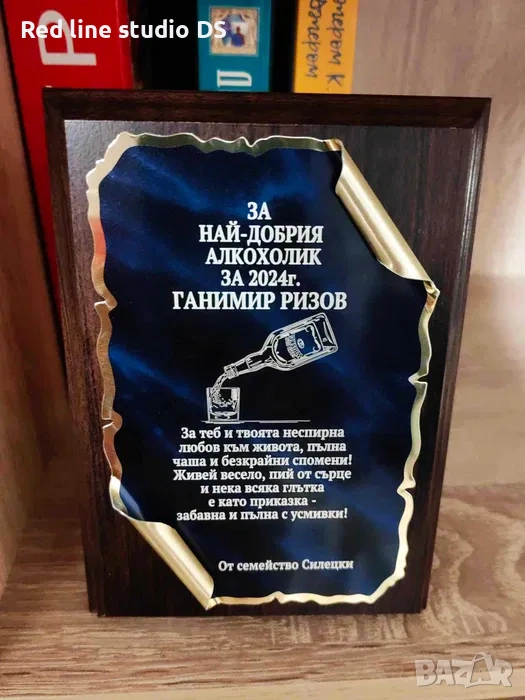 Red line studio DS
Р
U
ЗА
НАЙ-ДОБРИЯ
АЛКОХОЛИК
ЗА 2024г.
ГАНИМИР РИЗОВ
За теб и твоята неспирна
любов към живота, пълна
чаша и безкрайни спомени!
Живей весело, пий от сърце
и нека всяка глътка
е като приказка -
забавна и пълна с усмивки!
От семейство Силецки
BAZAR